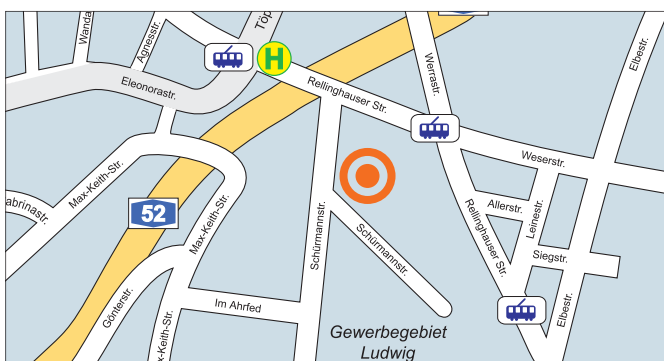 Wanda
Agnesstr.
Töp
H
Eleonorastr.
Rellinghauser Str.
Werrastr.
Elbestr.
Weserstr.
Max-Keith-Str.
abrinastr.
52
Max-Keith-Str.
Schürmannstr.
Schürmannstr.
Rellinghauser Str.
Allerstr.
Leinestr.
Siegstr.
Gönterstr.
Im Ahrfed
x-Keith-Str.
Elbestr.
Gewerbegebiet
Ludwig